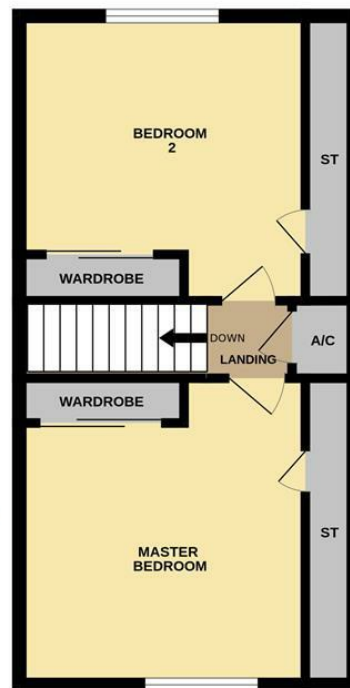 BEDROOM
2
ST
WARDROBE
DOWN
A/C
LANDING
WARDROBE
ST
MASTER
BEDROOM